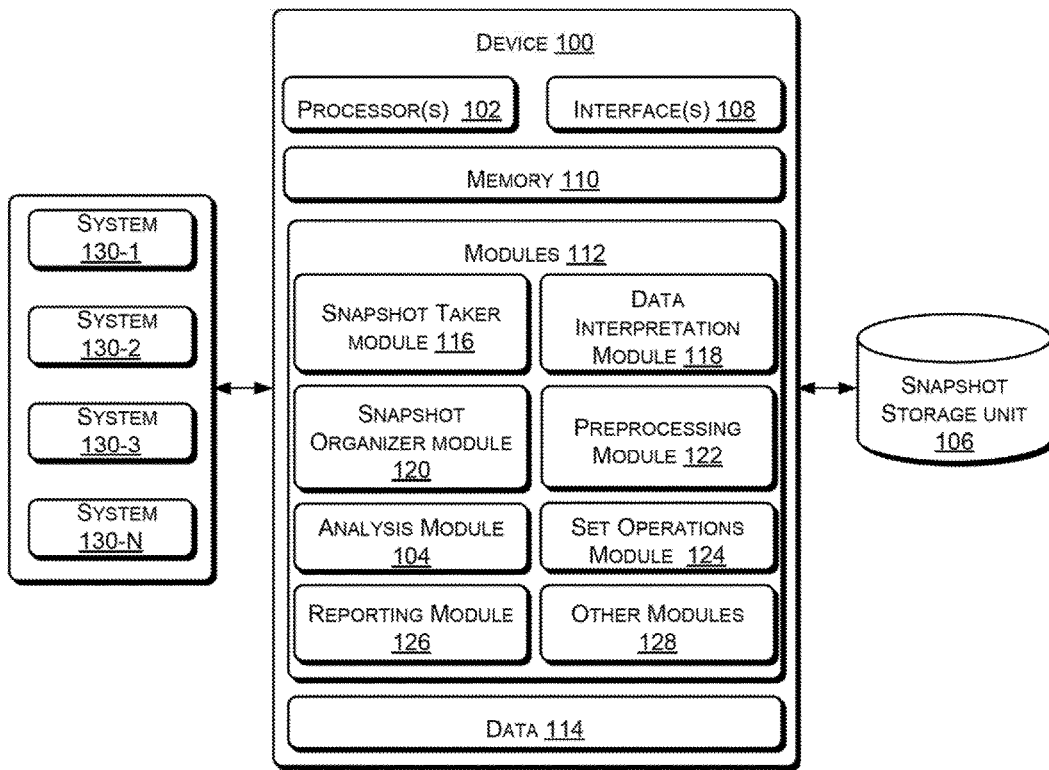 DEVICE 100
PROCESSOR(S) 102
INTERFACE(S) 108
MEMORY 110
MODULES 112
SNAPSHOT TAKER
MODULE 116
DATA
INTERPRETATION
MODULE 118
SNAPSHOT
ORGANIZER MODULE
120
PREPROCESSING
MODULE 122
ANALYSIS MODULE
104
SET OPERATIONS
MODULE 124
REPORTING MODULE
126
OTHER MODULES
128
DATA 114
SYSTEM
130-1
SYSTEM
130-2
SYSTEM
130-3
SYSTEM
130-N
SNAPSHOT
STORAGE UNIT
106